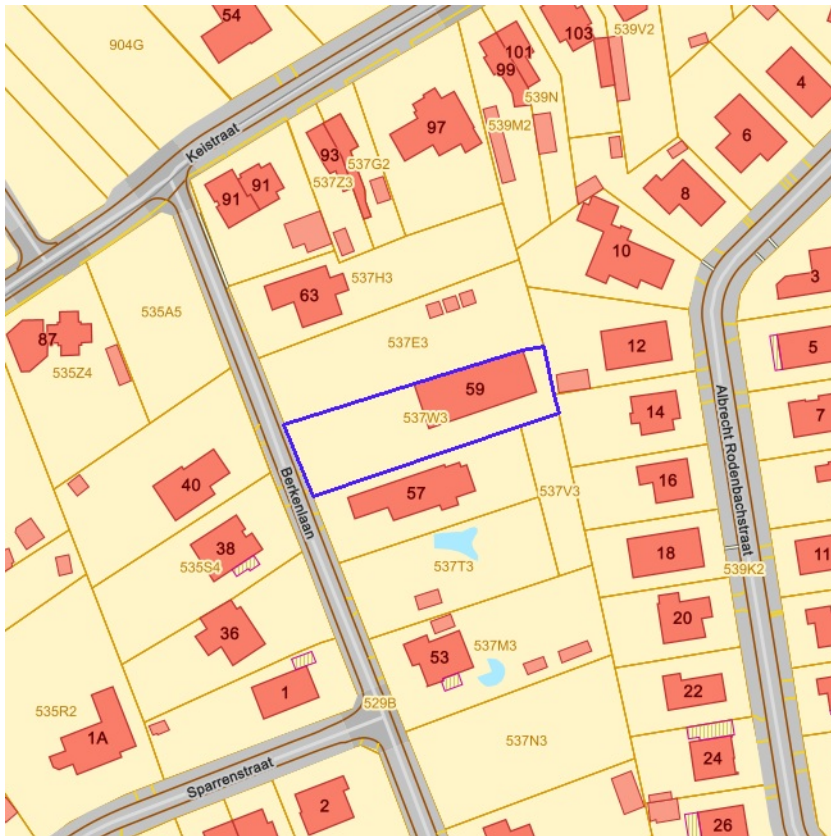 54
904G
101
99
103
539V2
539N
539M2
4
6
8
Keistraat
97
93
537G2
537Z3
91
91
10
3
63
537H3
535A5
87
535Z4
537E3
12
5
59
537W3
14
7
Albrecht Rodenbachstraat
Berkenlaan
57
537V3
16
40
38
535S4
18
11
539K2
537T3
20
36
53
537M3
1
529B
22
535R2
1A
537N3
24
Sparrenstraat
2
26